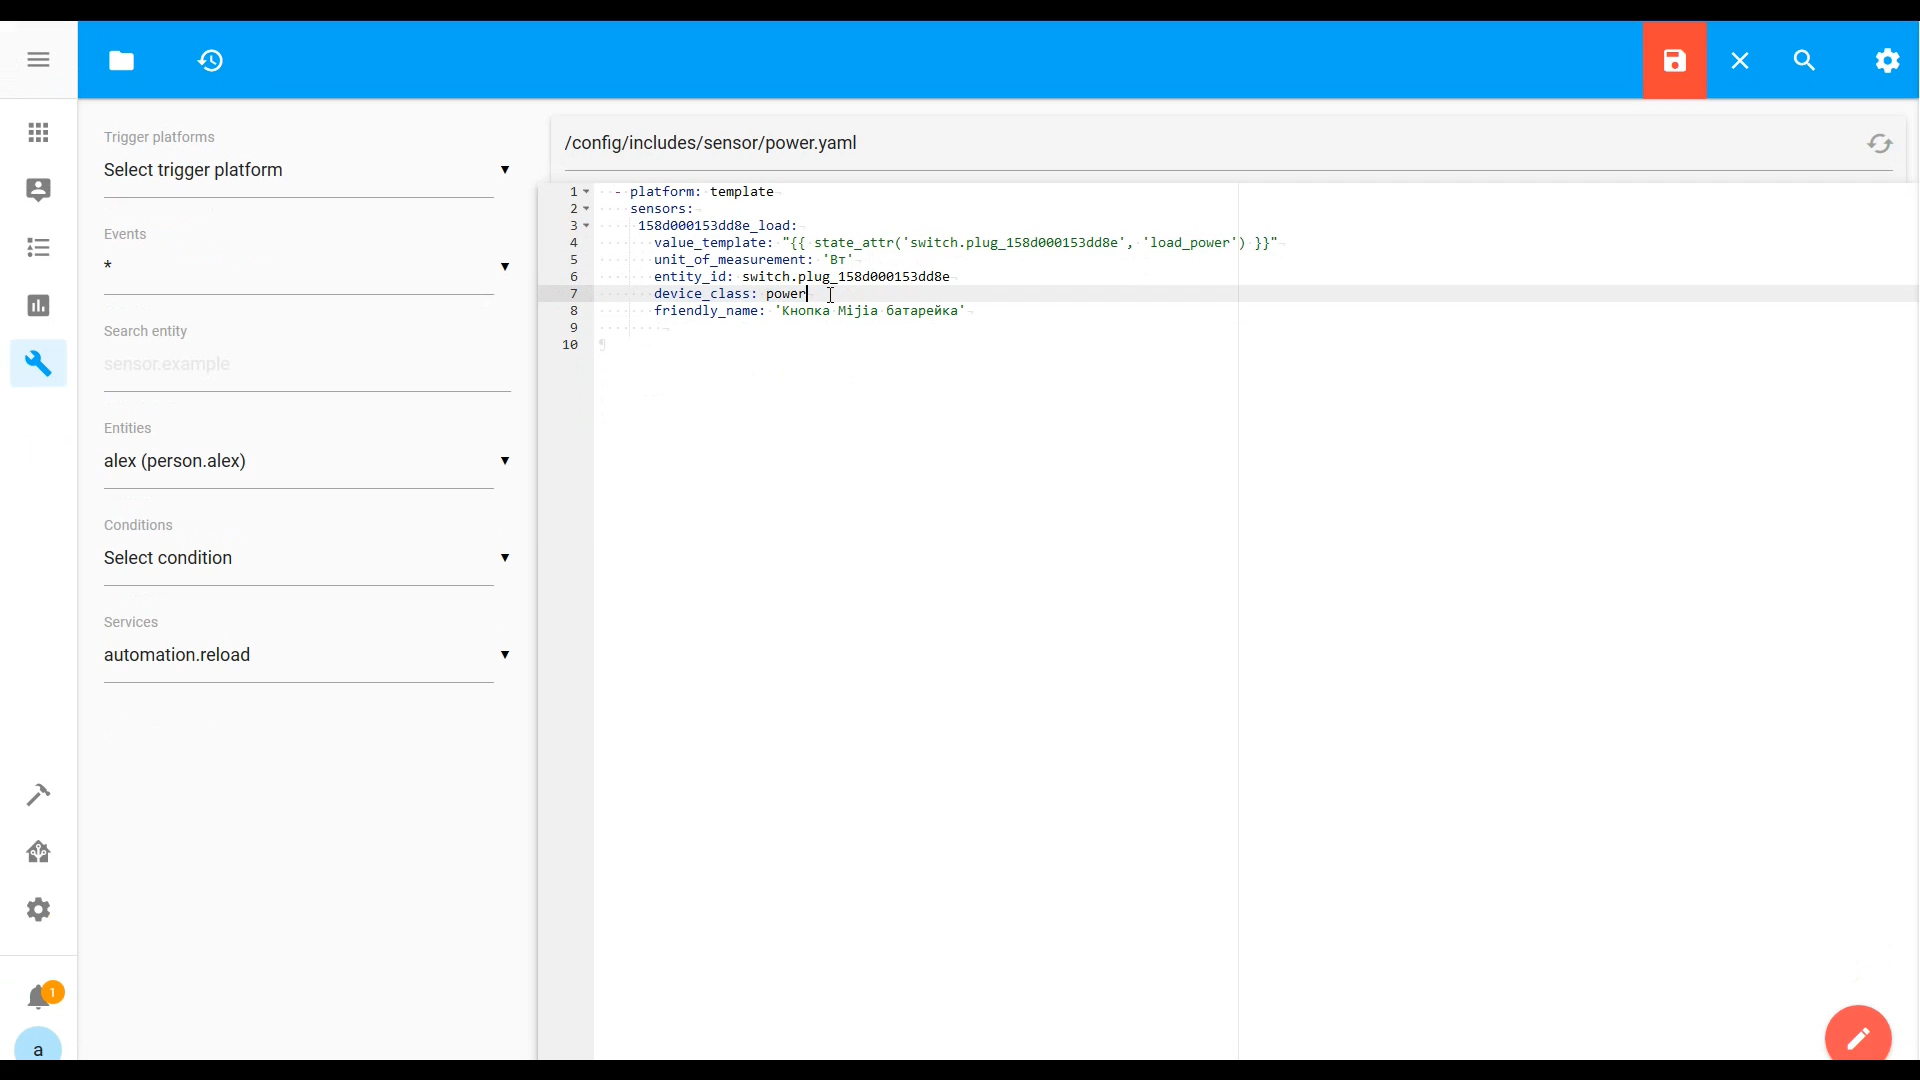 Trigger platforms
Select trigger platform
Events
*
Search entity
sensor.example
Entities
alex (person.alex)
Conditions
Select condition
Services
automation.reload
/config/includes/sensor/power.yaml
1 - platform: template
2 sensors:
3 158d000153dd8e_load:
4 value_template: "{{ state_attr('switch.plug_158d000153dd8e', 'load_power') }}"
5 unit_of_measurement: 'Вт'
6 entity_id: switch.plug_158d000153dd8e
7 device_class: power
8 friendly_name: 'Кнопка Mijia батарейка'
9
10
1
a